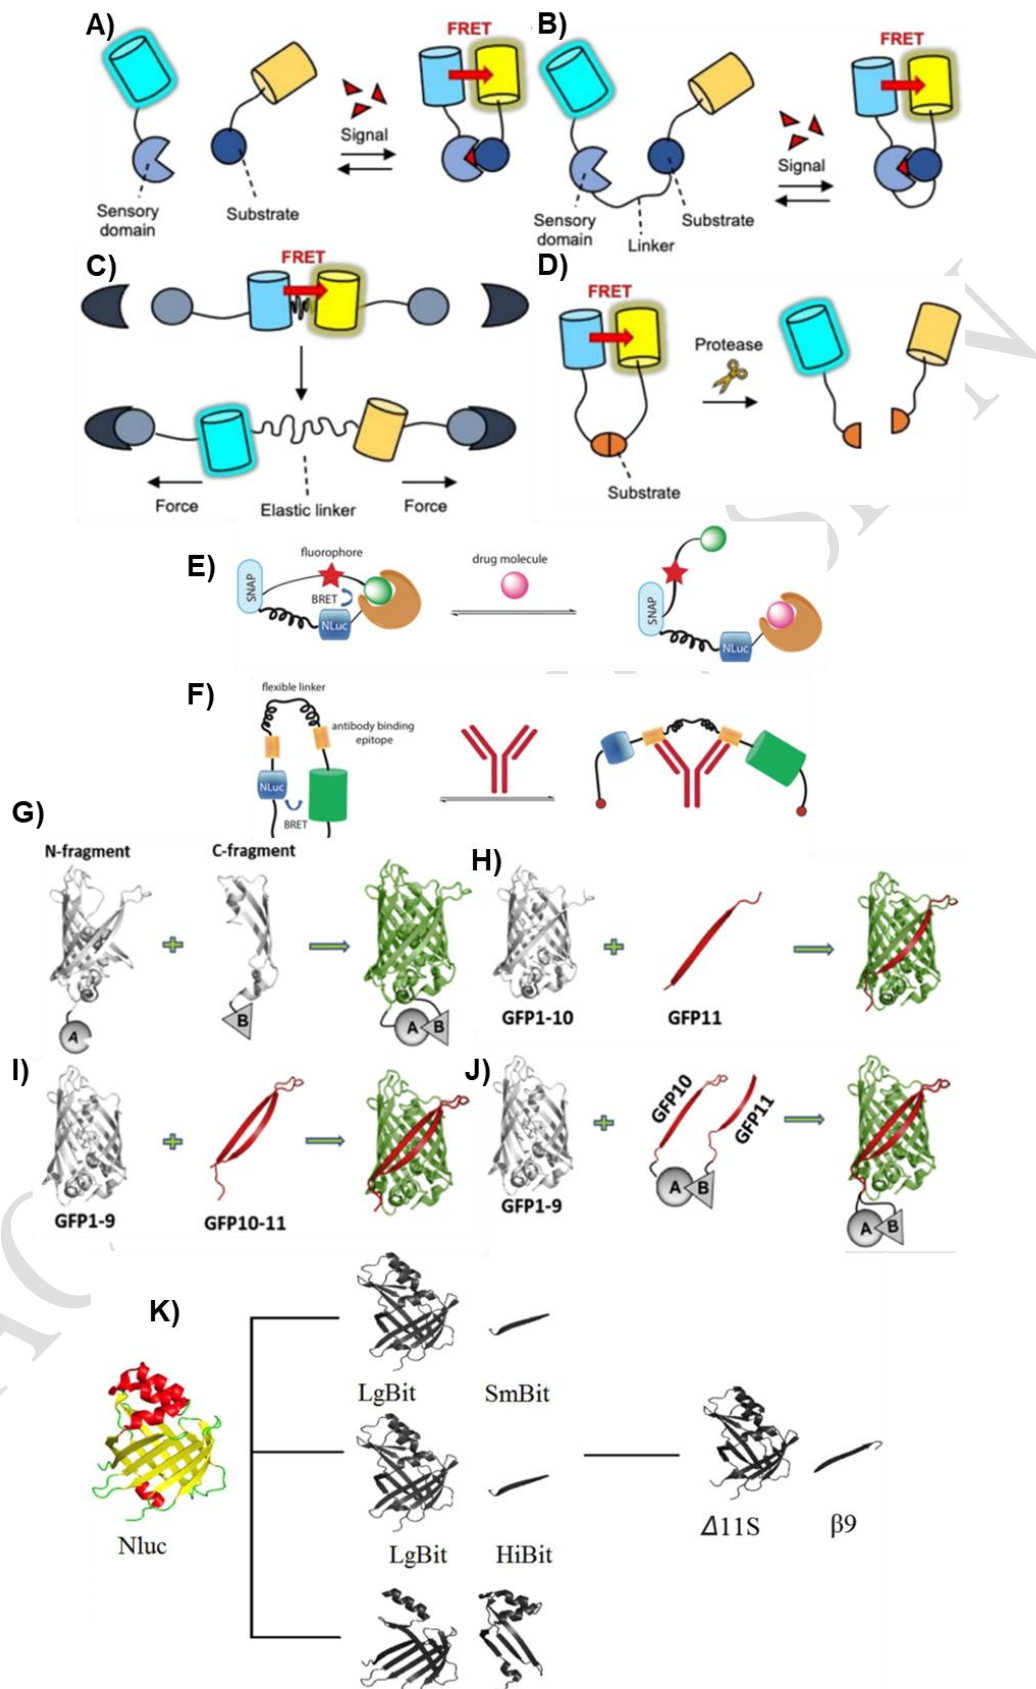 A)
B)
FRET
FRET
Signal
Signal
Sensory
domain
Substrate
Sensory
domain
Linker
Substrate
C)
FRET
Force
Elastic linker
Force
D)
FRET
Protease
Substrate
E)
SNAP
fluorophore
BRET
NLuc
drug molecule
SNAP
NLuc
F)
flexible linker
antibody binding
epitope
NLuc
BRET
G)
N-fragment
C-fragment
A
B
A
B
H)
GFP1-10
GFP11
I)
GFP1-9
GFP10-11
J)
GFP1-9
GFP10
GFP11
A
B
A
B
K)
Nluc
LgBit
SmBit
LgBit
HiBit
Δ11S
β9